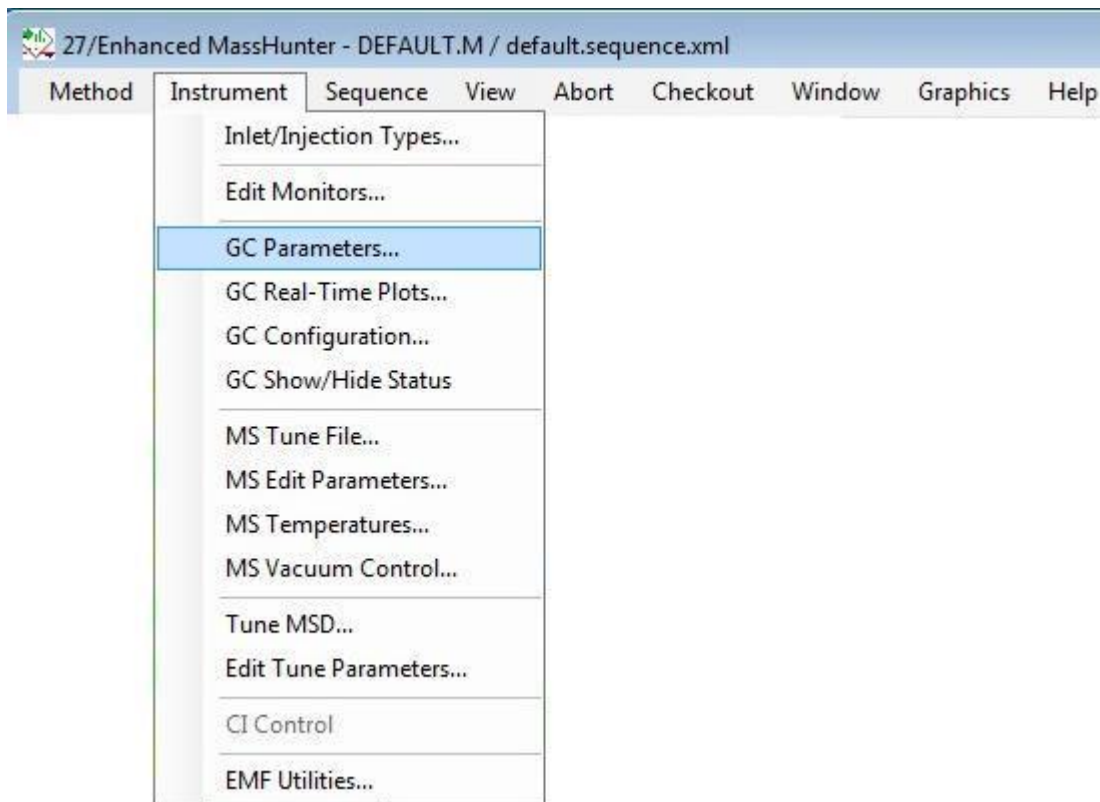 27/Enhanced MassHunter - DEFAULT.M / default.sequence.xml
Method Instrument Sequence View Abort Checkout Window Graphics Help
Inlet/Injection Types...
Edit Monitors...
GC Parameters...
GC Real-Time Plots...
GC Configuration...
GC Show/Hide Status
MS Tune File...
MS Edit Parameters...
MS Temperatures...
MS Vacuum Control...
Tune MSD...
Edit Tune Parameters...
CI Control
EMF Utilities...